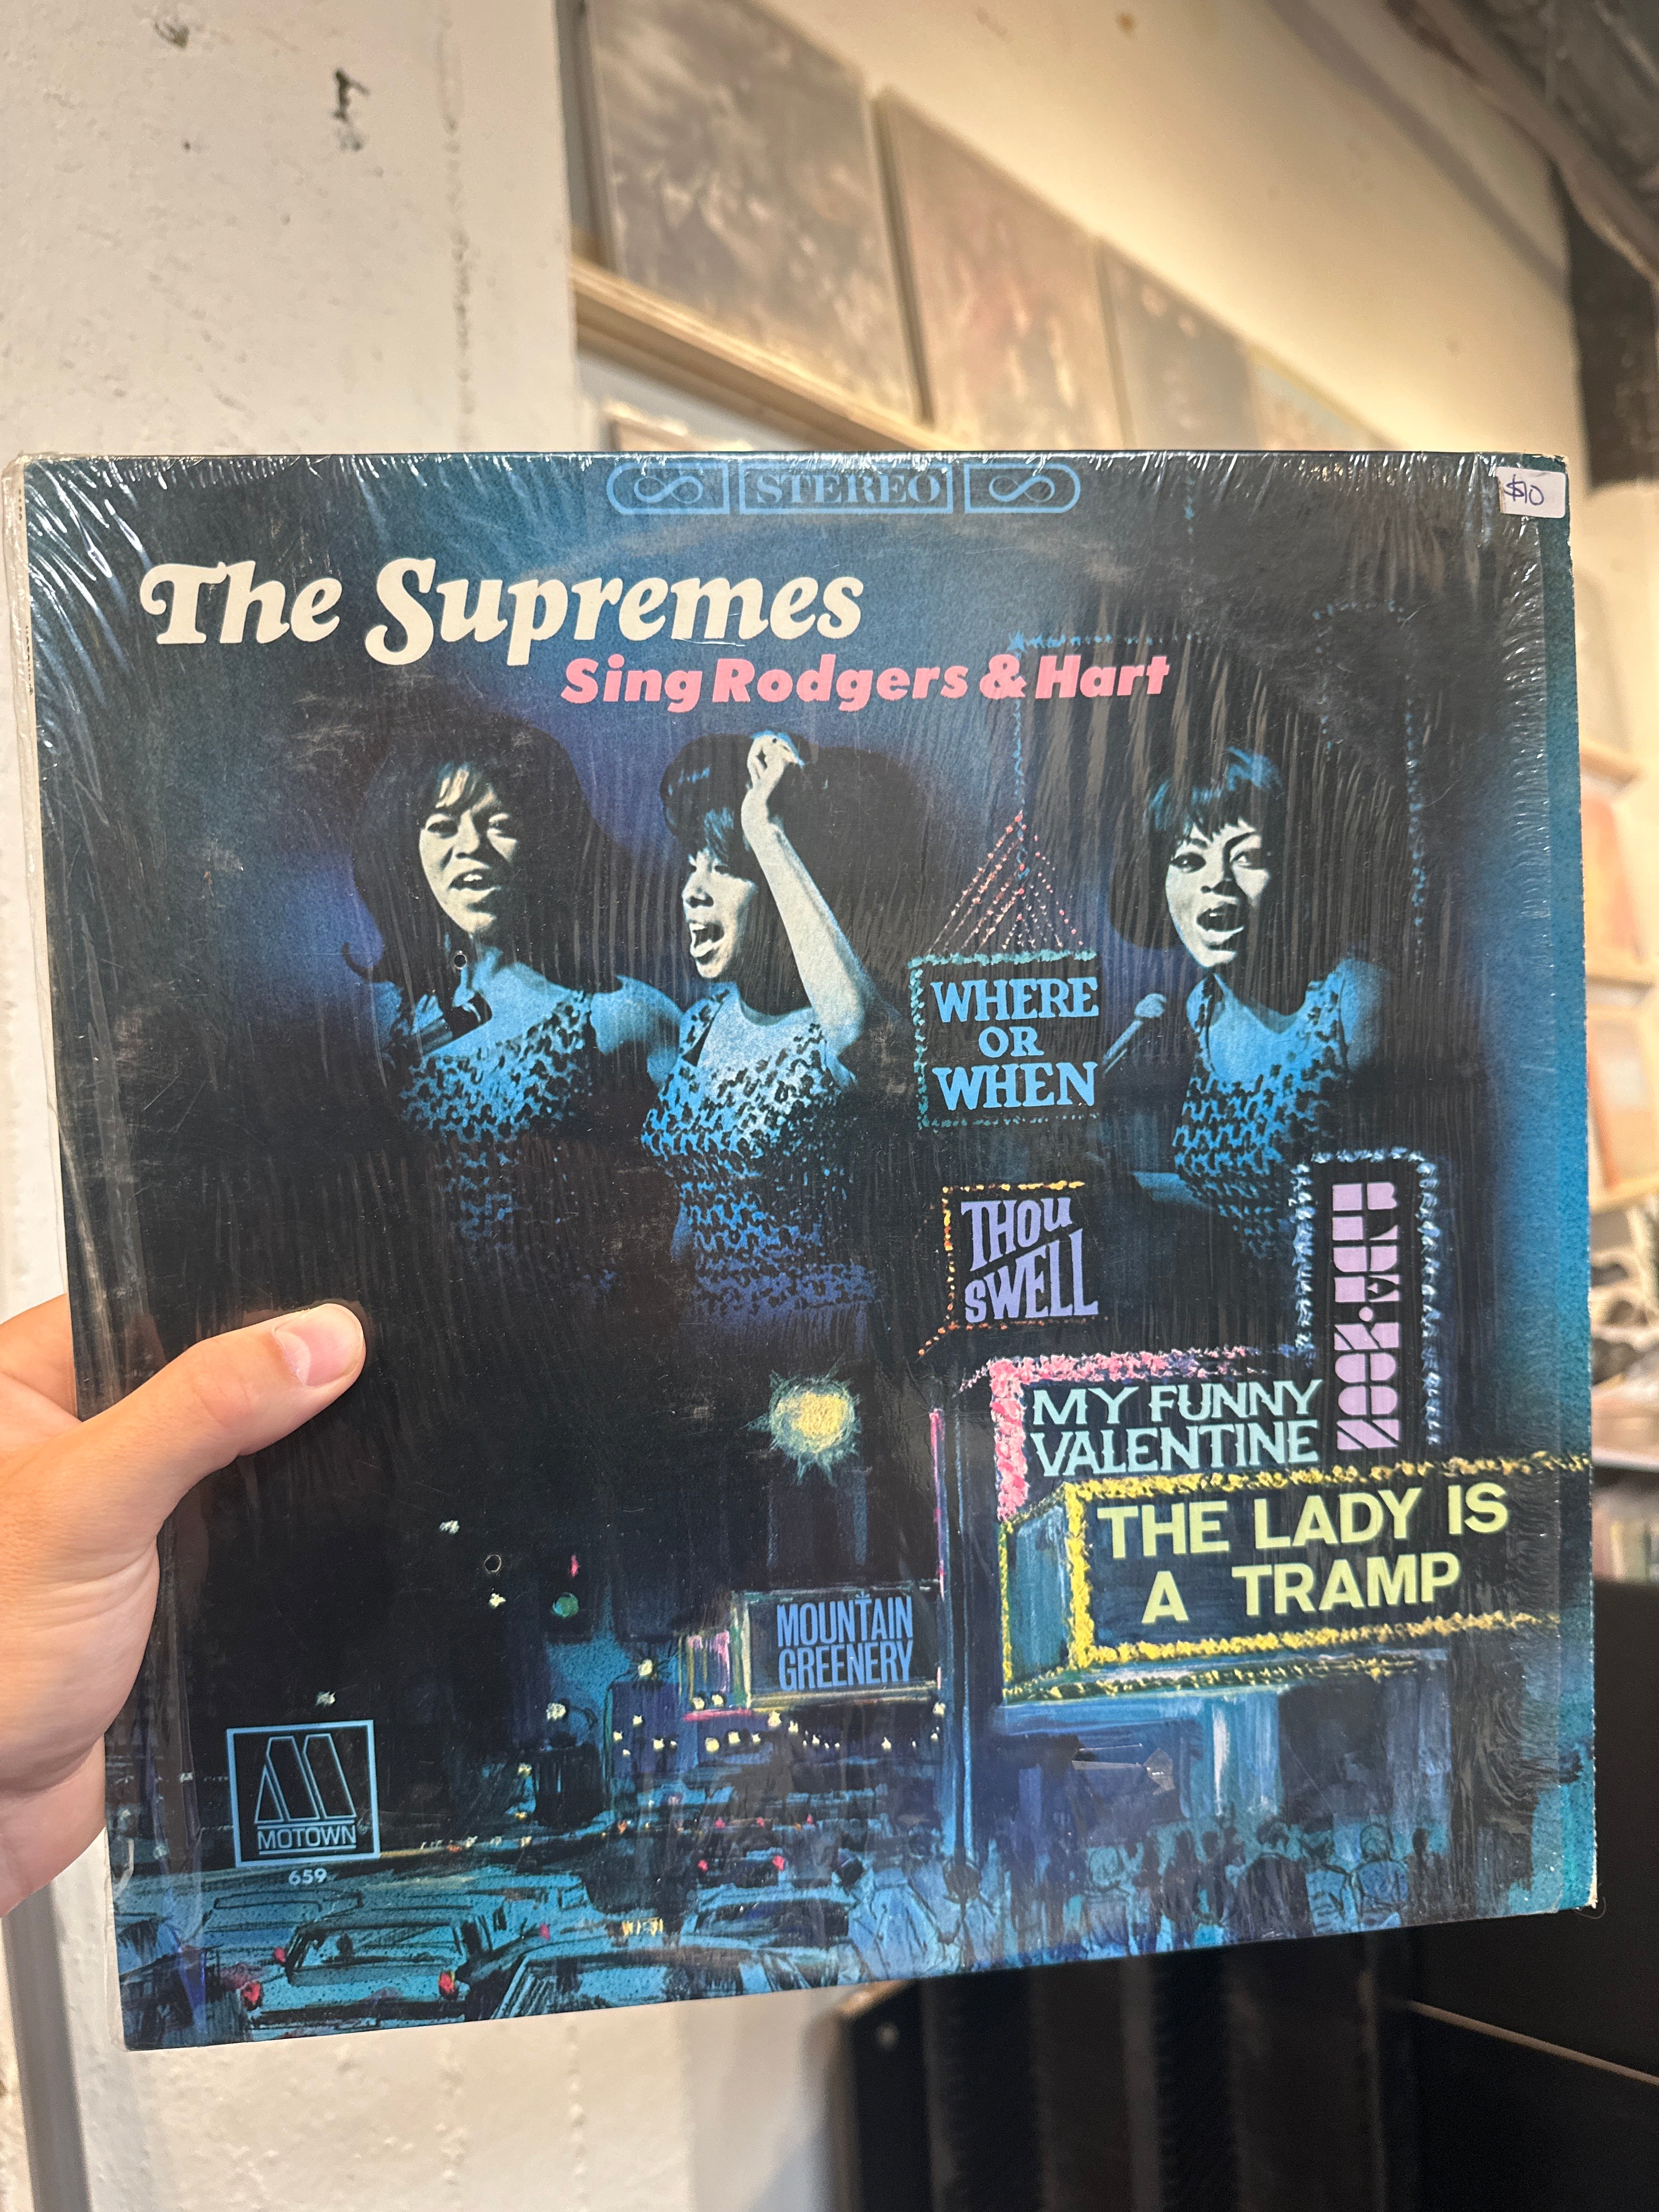 STEREO
$10
The Supremes
Sing Rodgers & Hart
WHERE
OR
WHEN
THOU
SWELL
BLUE·MOON
MY FUNNY
VALENTINE
THE LADY IS
A TRAMP
MOUNTAIN
GREENERY
MOTOWN
659